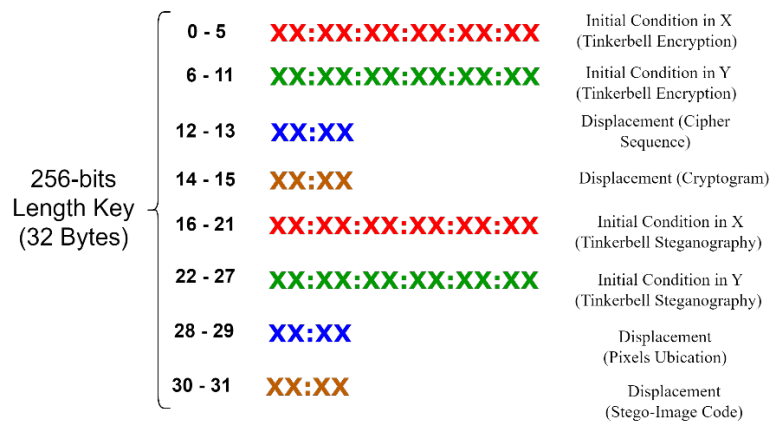 0 - 5 XX:XX:XX:XX:XX:XX Initial Condition in X
(Tinkerbell Encryption)
6 - 11 XX:XX:XX:XX:XX:XX Initial Condition in Y
(Tinkerbell Encryption)
12 - 13 XX:XX Displacement (Cipher
Sequence)
256-bits
Length Key
(32 Bytes)
14 - 15 XX:XX Displacement (Cryptogram)
16 - 21 XX:XX:XX:XX:XX:XX Initial Condition in X
(Tinkerbell Steganography)
22 - 27 XX:XX:XX:XX:XX:XX Initial Condition in Y
(Tinkerbell Steganography)
28 - 29 XX:XX Displacement
(Pixels Ubication)
30 - 31 XX:XX Displacement
(Stego-Image Code)